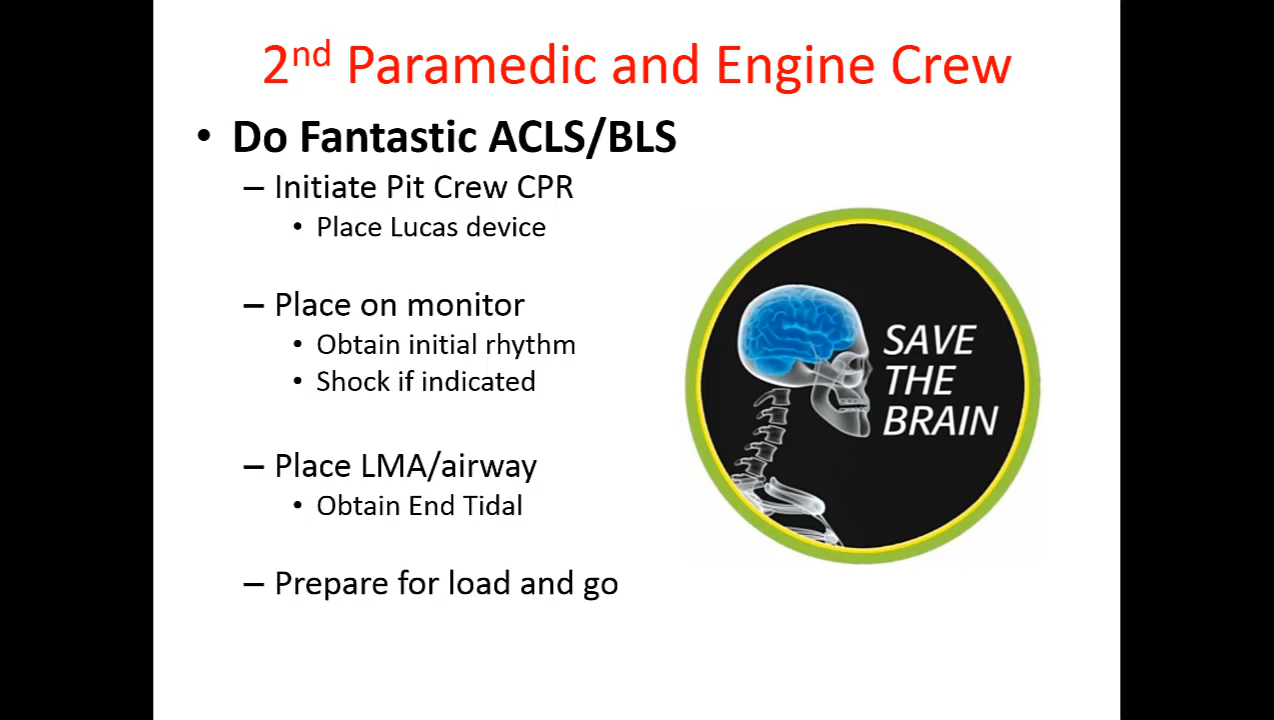 2nd Paramedic and Engine Crew
• Do Fantastic ACLS/BLS
– Initiate Pit Crew CPR
• Place Lucas device
– Place on monitor
• Obtain initial rhythm
• Shock if indicated
– Place LMA/airway
• Obtain End Tidal
– Prepare for load and go
SAVE
THE
BRAIN